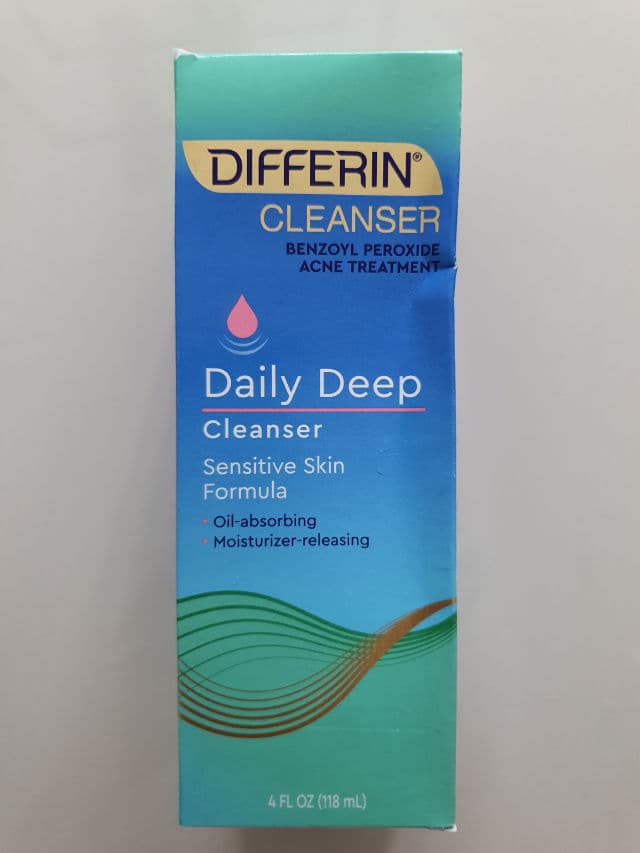 DIFFERIN®
CLEANSER
BENZOYL PEROXIDE
ACNE TREATMENT
Daily Deep
Cleanser
Sensitive Skin
Formula
• Oil-absorbing
• Moisturizer-releasing
4 FL OZ (118 mL)